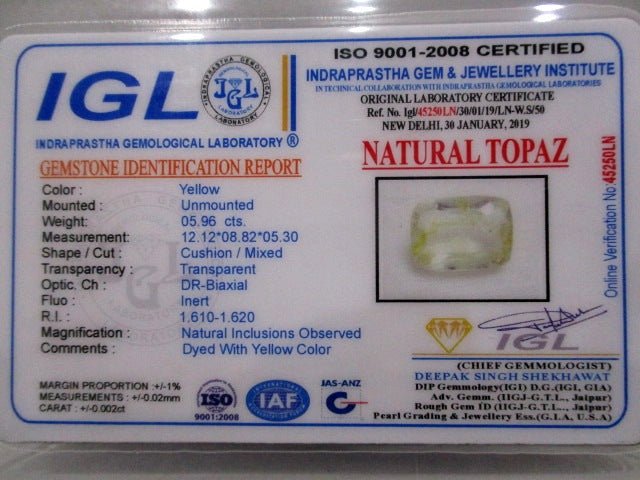 IGL
INDRAPRASTHA GEMOLOGICAL LABORATORY
IGL
INDRAPRASTHA GEMOLOGICAL LABORATORY ®
GEMSTONE IDENTIFICATION REPORT
Color : Yellow
Mounted : Unmounted
Weight: 05.96 cts.
Measurement: 12.12*08.82*05.30
Shape / Cut : Cushion / Mixed
Transparency : Transparent
Optic. Ch : DR-Biaxial
Fluo : Inert
R.I. : 1.610-1.620
Magnification : Natural Inclusions Observed
Comments : Dyed With Yellow Color
MARGIN PROPORTION :+/-1%
MEASUREMENTS : +/-0.02mm
CARAT : +/-0.002ct
ISO
9001:2008
IAF
JAS-ANZ
ISO 9001-2008 CERTIFIED
INDRAPRASTHA GEM & JEWELLERY INSTITUTE
IN TECHNICAL COLLABORATION WITH INDRAPRASTHA GEMOLOGICAL LABORATORIES
ORIGINAL LABORATORY CERTIFICATE
Ref. No. Igl/45250LN/30/01/19/LN-W.S/50
NEW DELHI, 30 JANUARY, 2019
NATURAL TOPAZ
Online Verification No:45250LN
IGL
(CHIEF GEMMOLOGIST)
DEEPAK SINGH SHEKHAWAT
DIP Gemmology(IGI) D.G.(IGI, GIA)
Adv. Gemm. (IIGJ-G.T.L., Jaipur)
Rough Gem ID (IIGJ-G.T.L., Jaipur)
Pearl Grading & Jewellery Ess.(G.I.A, U.S.A)